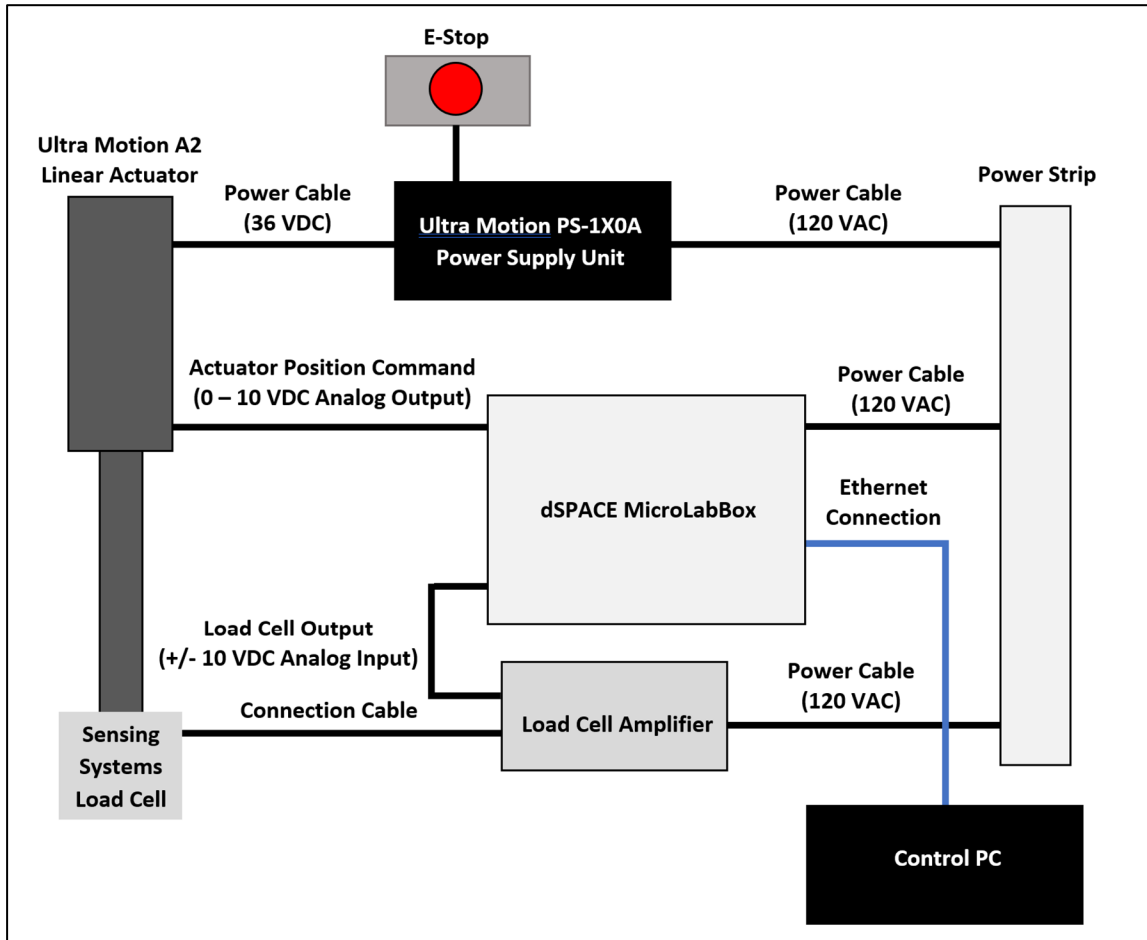 E-Stop
Ultra Motion A2
Linear Actuator
Power Cable
(36 VDC)
Ultra Motion PS-1X0A
Power Supply Unit
Power Cable
(120 VAC)
Power Strip
Actuator Position Command
(0 – 10 VDC Analog Output)
dSPACE MicroLabBox
Power Cable
(120 VAC)
Ethernet
Connection
Load Cell Output
(+/- 10 VDC Analog Input)
Connection Cable
Load Cell Amplifier
Power Cable
(120 VAC)
Sensing
Systems
Load Cell
Control PC